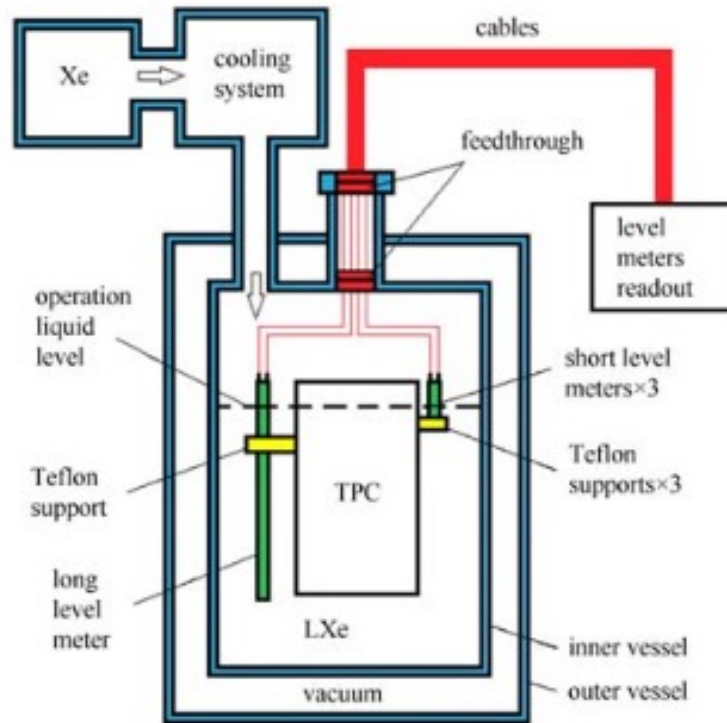 cables
Xe
cooling
system
feedthrough
level
meters
readout
operation
liquid
level
short level
meters×3
Teflon
support
TPC
Teflon
supports×3
long
level
meter
LXe
inner vessel
vacuum
outer vessel